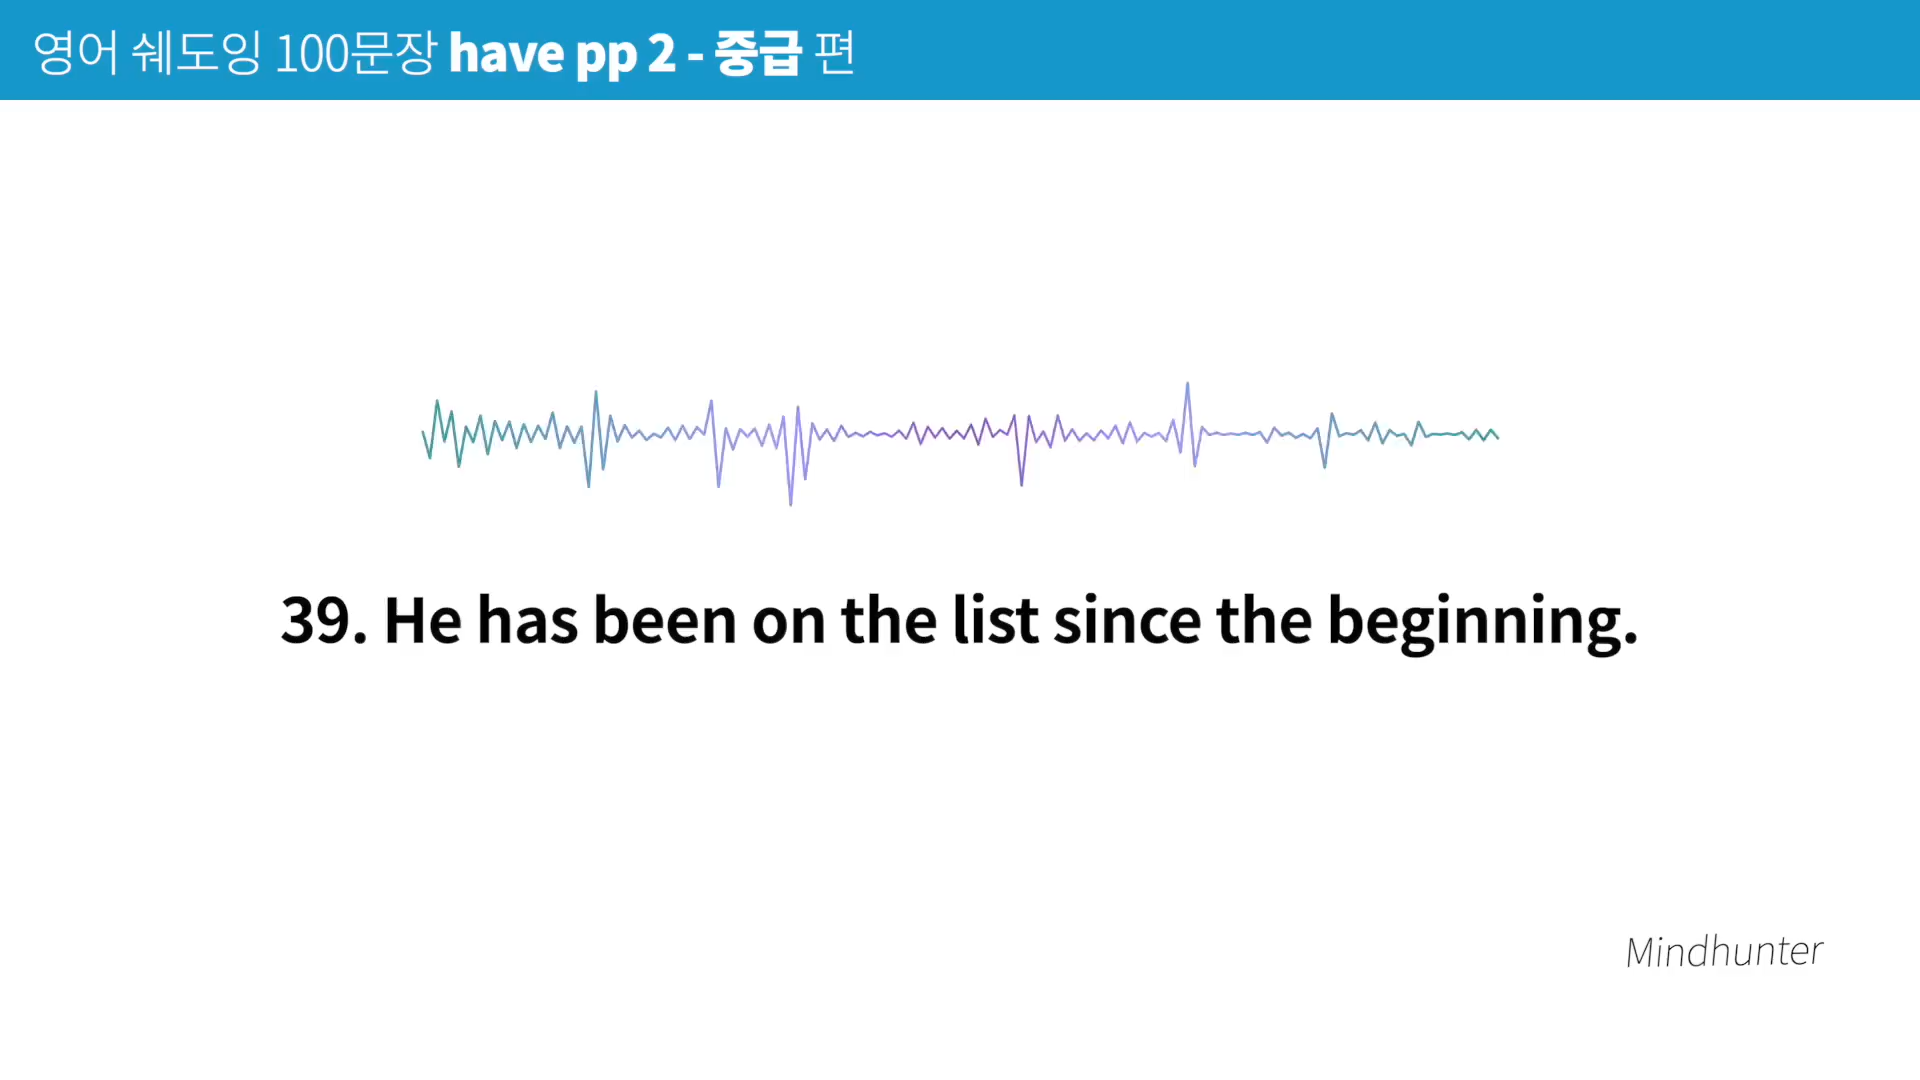 영어 쉐도잉 100문장 have pp 2 - 중급 편
39. He has been on the list since the beginning.
Mindhunter